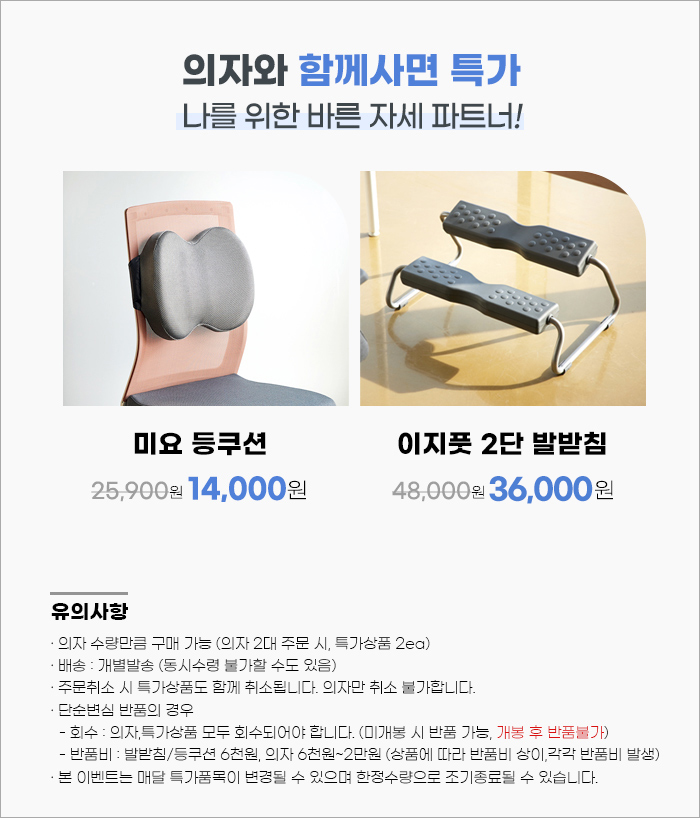 의자와 함께사면 특가
나를 위한 바른 자세 파트너!
미요 등쿠션
25,900원 14,000원
이지풋 2단 발받침
48,000원 36,000원
유의사항
· 의자 수량만큼 구매 가능 (의자 2대 주문 시, 특가상품 2ea)
· 배송 : 개별발송 (동시수령 불가할 수도 있음)
· 주문취소 시 특가상품도 함께 취소됩니다. 의자만 취소 불가합니다.
· 단순변심 반품의 경우
- 회수 : 의자,특가상품 모두 회수되어야 합니다. (미개봉 시 반품 가능, 개봉 후 반품불가)
- 반품비 : 발받침/등쿠션 6천원, 의자 6천원~2만원 (상품에 따라 반품비 상이,각각 반품비 발생)
· 본 이벤트는 매달 특가품목이 변경될 수 있으며 한정수량으로 조기종료될 수 있습니다.